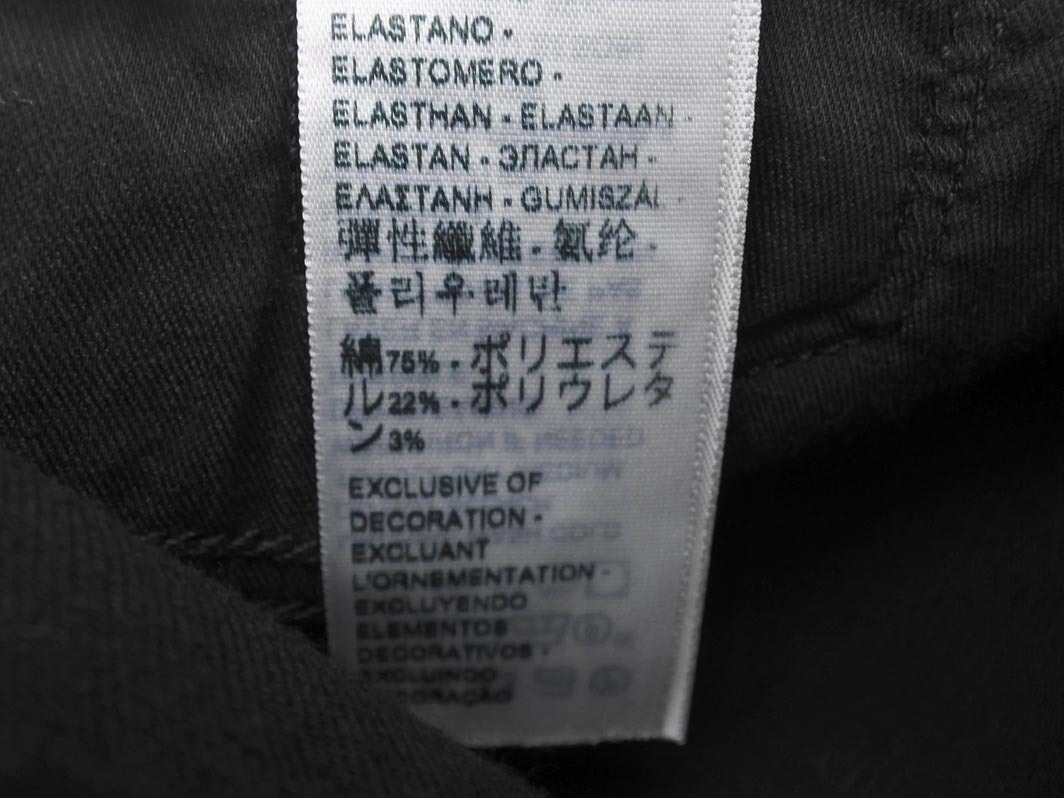 ELASTANO •
ELASTOMERO •
ELASTHAN • ELASTAAN •
ELASTAN • ЭЛАСТАН •
ΕΛΑΣΤΑΝΗ • GUMISZÁL •
彈性纖維 • 氨纶 •
폴리우레탄
綿75% • ポリエステ
ル22% • ポリウレタ
ン3%
EXCLUSIVE OF
DECORATION •
EXCLUANT
L'ORNEMENTATION •
EXCLUYENDO
ELEMENTOS
DECORATIVOS •
EXCLUINDO
DECORAÇÃO